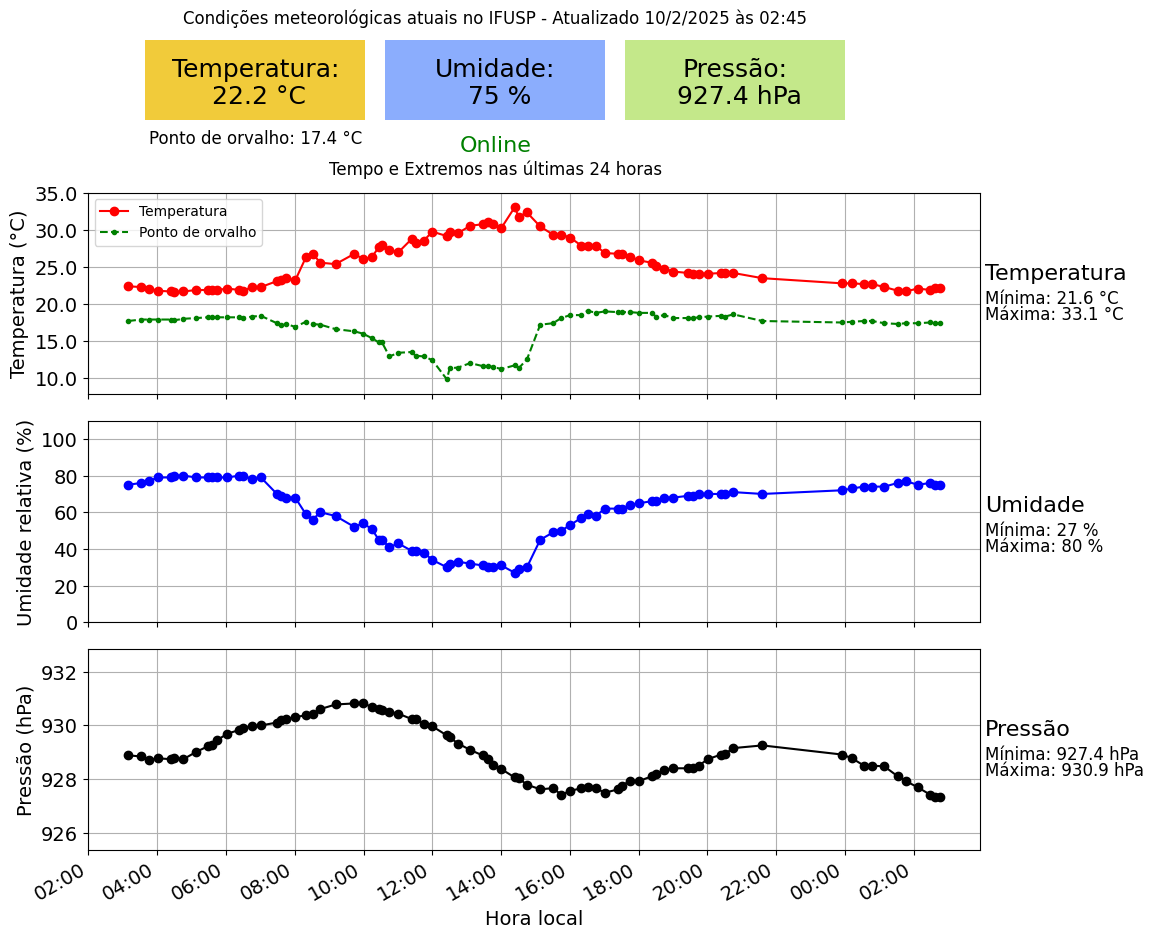 Condições meteorológicas atuais no IFUSP - Atualizado 10/2/2025 às 02:45
Temperatura:
22.2 °C
Umidade:
75 %
Pressão:
927.4 hPa
Ponto de orvalho: 17.4 °C
Online
Tempo e Extremos nas últimas 24 horas
Temperatura (°C)
35.0
30.0
25.0
20.0
15.0
10.0
Temperatura
Ponto de orvalho
Temperatura
Mínima: 21.6 °C
Máxima: 33.1 °C
Umidade relativa (%)
100
80
60
40
20
0
Umidade
Mínima: 27 %
Máxima: 80 %
Pressão (hPa)
932
930
928
926
Pressão
Mínima: 927.4 hPa
Máxima: 930.9 hPa
02:00 04:00 06:00 08:00 10:00 12:00 14:00 16:00 18:00 20:00 22:00 00:00 02:00
Hora local